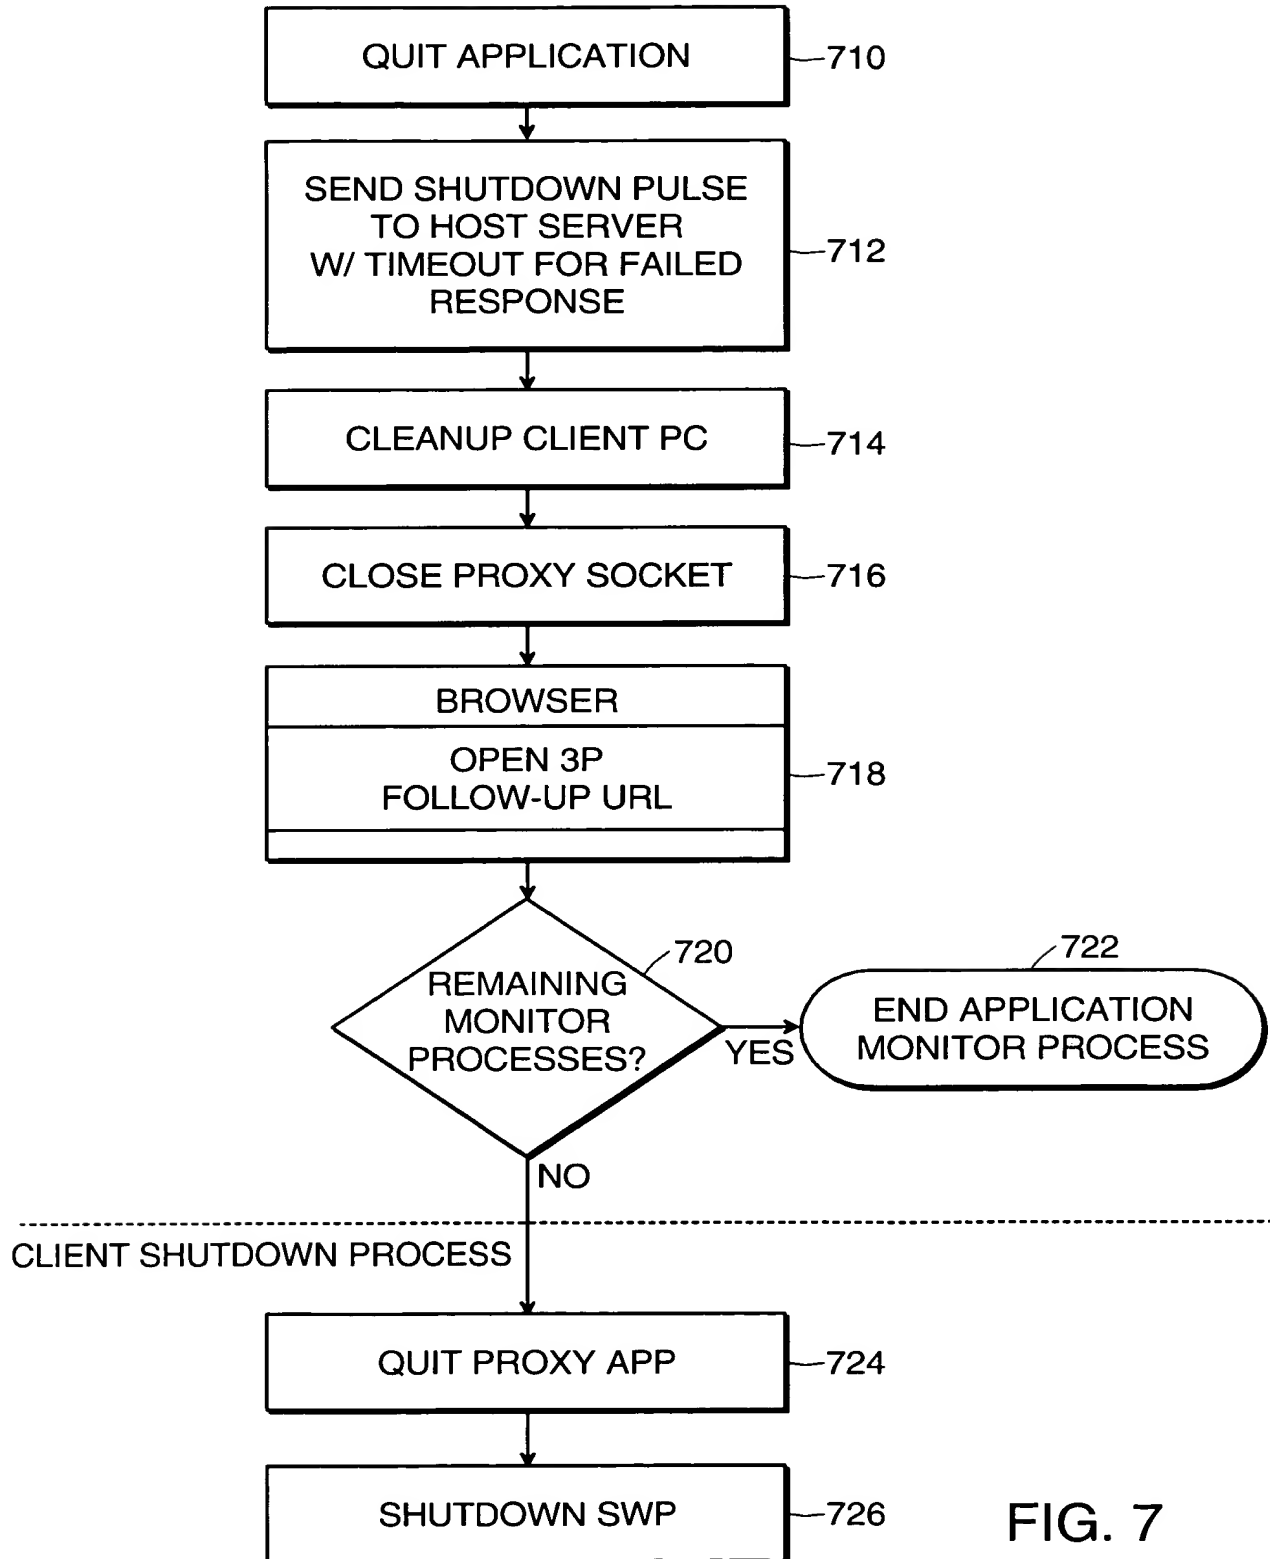 QUIT APPLICATION
710
SEND SHUTDOWN PULSE
TO HOST SERVER
W/ TIMEOUT FOR FAILED
RESPONSE
712
CLEANUP CLIENT PC
714
CLOSE PROXY SOCKET
716
BROWSER
OPEN 3P
FOLLOW-UP URL
718
720
REMAINING
MONITOR
PROCESSES?
YES
722
END APPLICATION
MONITOR PROCESS
NO
CLIENT SHUTDOWN PROCESS
QUIT PROXY APP
724
SHUTDOWN SWP
726
FIG. 7